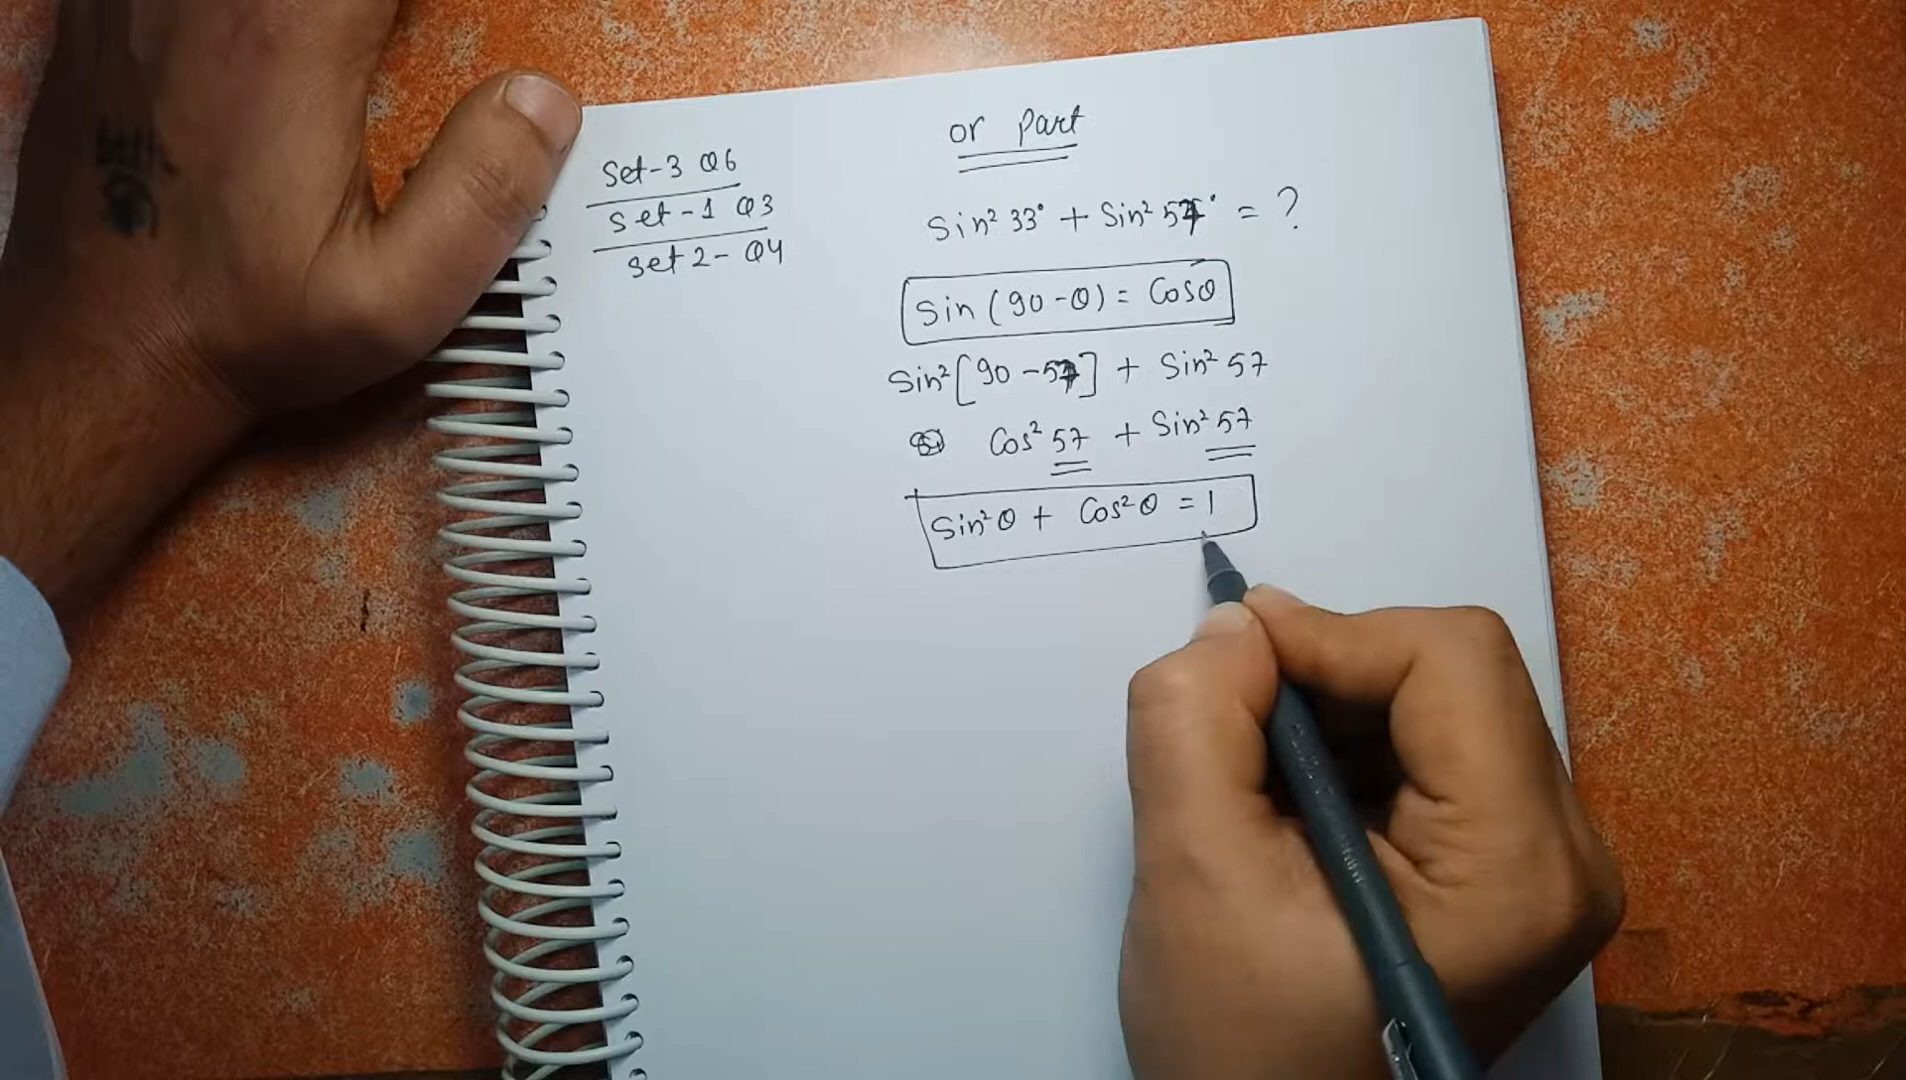 Set-3 Q6
Set-1 Q3
Set 2- Q4
or Part
Sin² 33° + Sin² 57° = ?
Sin (90-θ) = Cosθ
Sin² [90-57] + Sin² 57
Cos² 57 + Sin² 57
Sin²θ + Cos²θ = 1